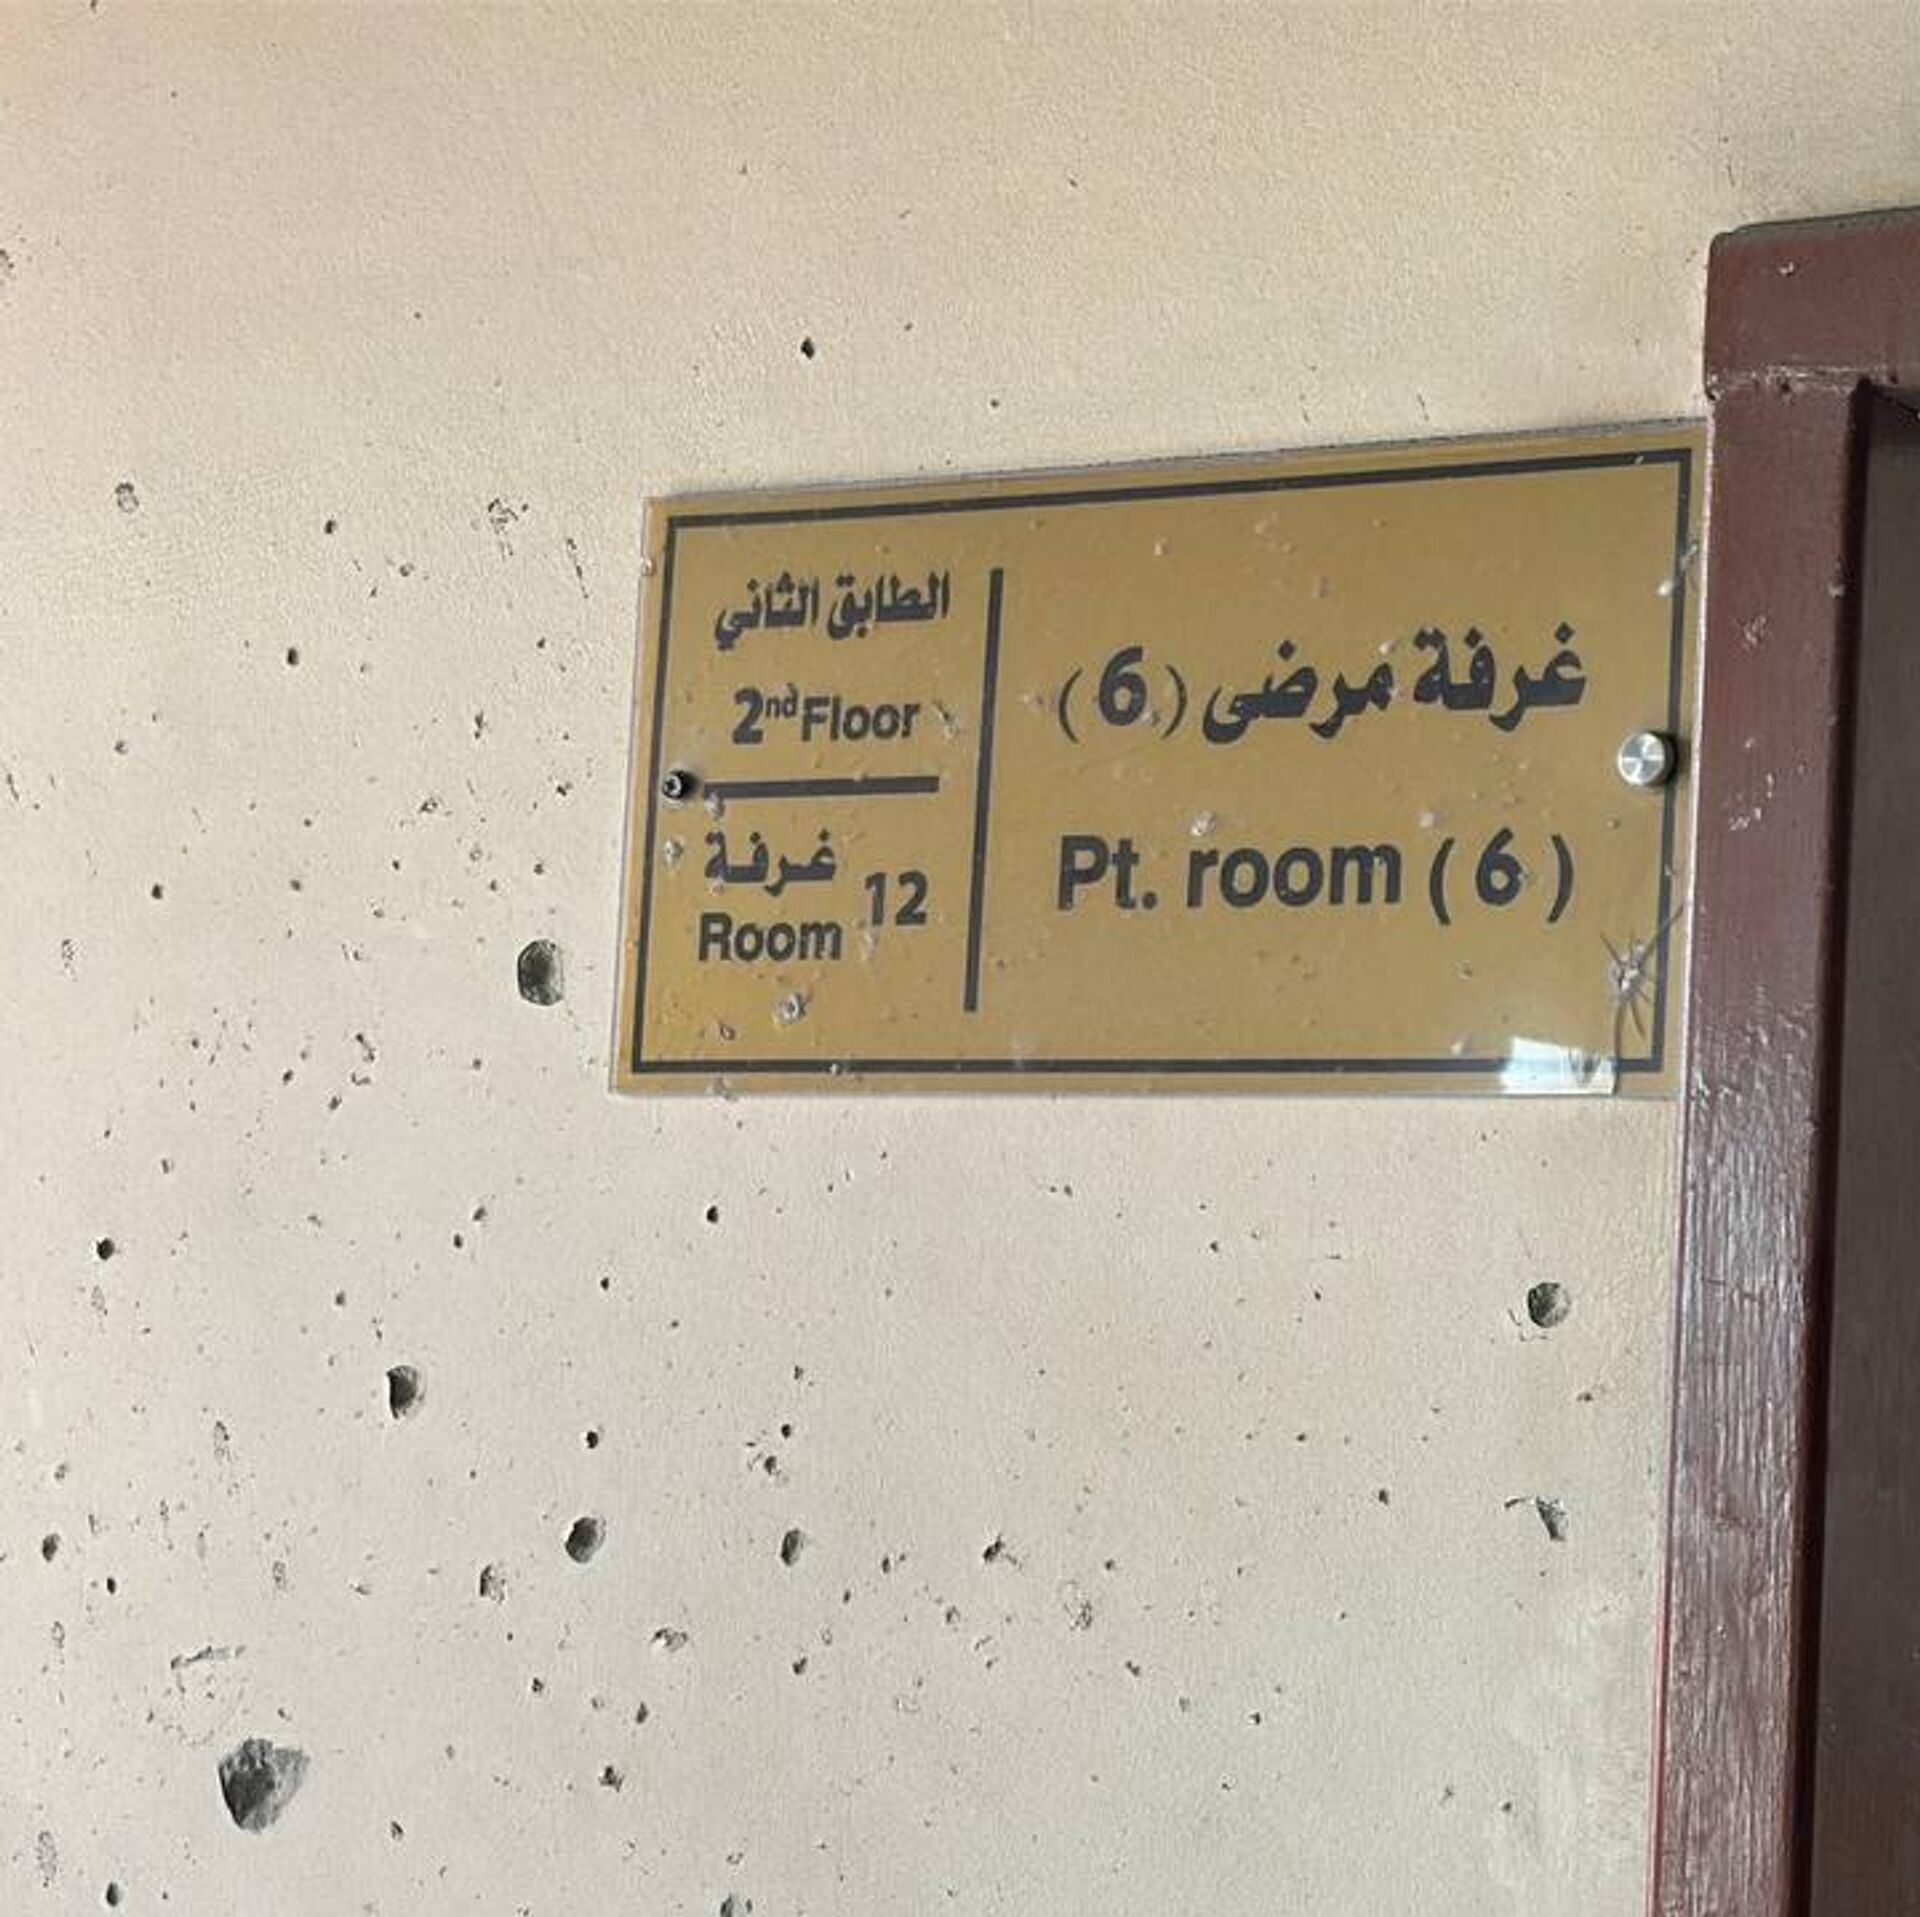 غرفة مرضى (6)
Pt. room (6)
الطابق الثاني
2nd Floor
غرفة 12
Room